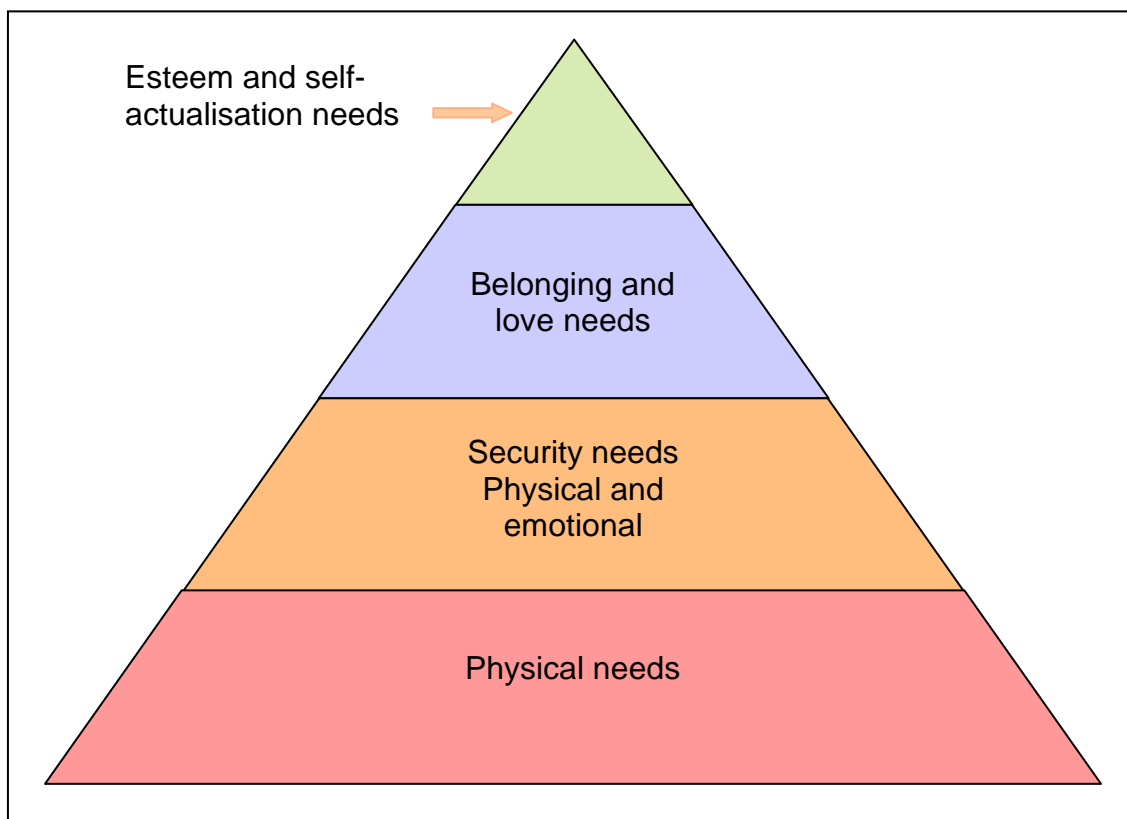 Esteem and self-
actualisation needs
Belonging and
love needs
Security needs
Physical and
emotional
Physical needs